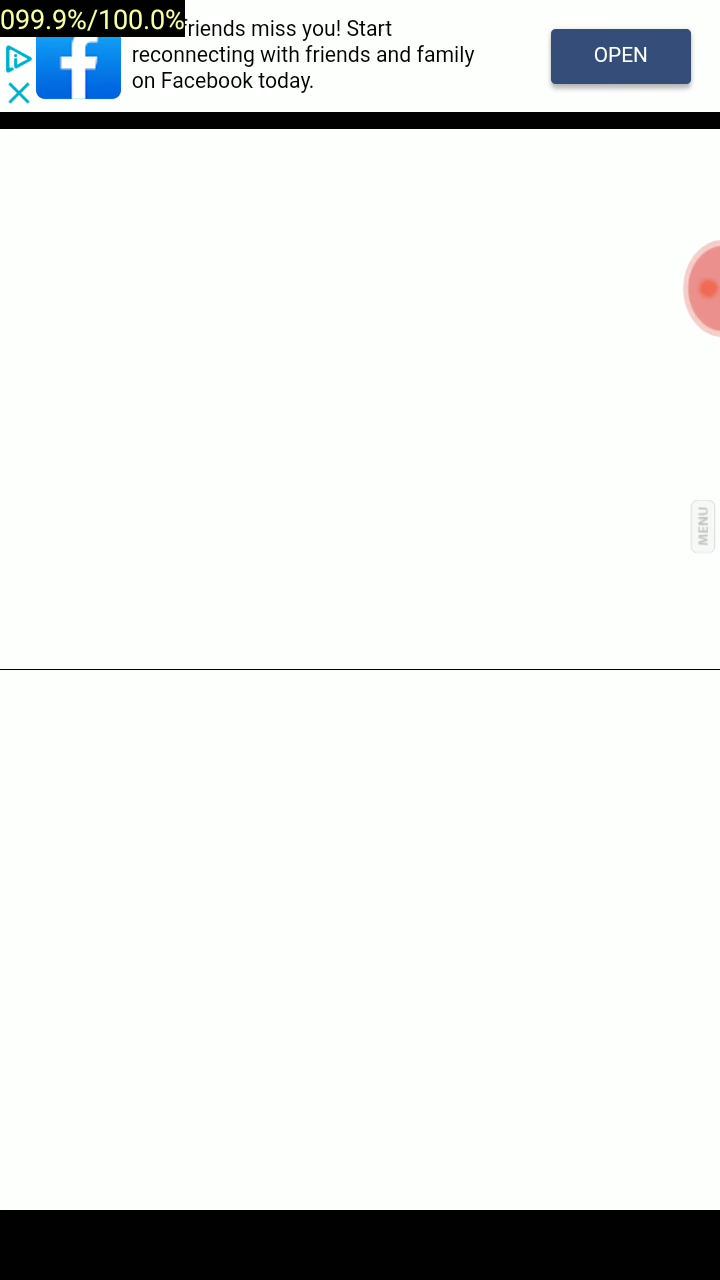 099.9%/100.0%
riends miss you! Start
reconnecting with friends and family
on Facebook today.
OPEN
MENU